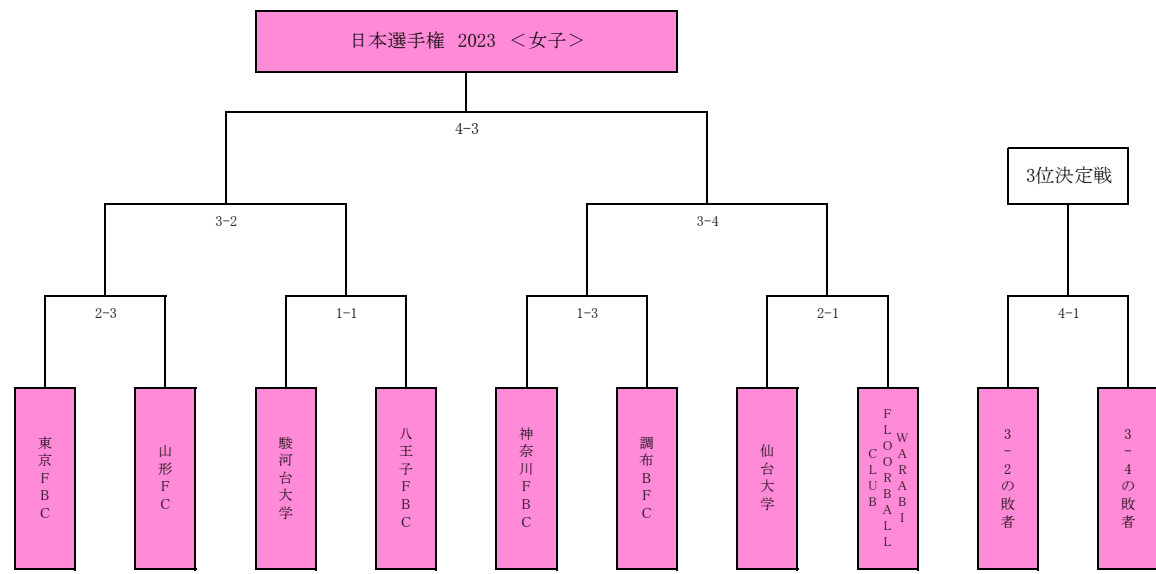 日本選手権 2023 ＜女子＞
4-3
3位決定戦
3-2
3-4
2-3
1-1
1-3
2-1
4-1
東京FBC
山形FC
駿河台大学
八王子FBC
神奈川FBC
調布BFC
仙台大学
WARABI
FLOORBALL
CLUB
3-2の敗者
3-4の敗者